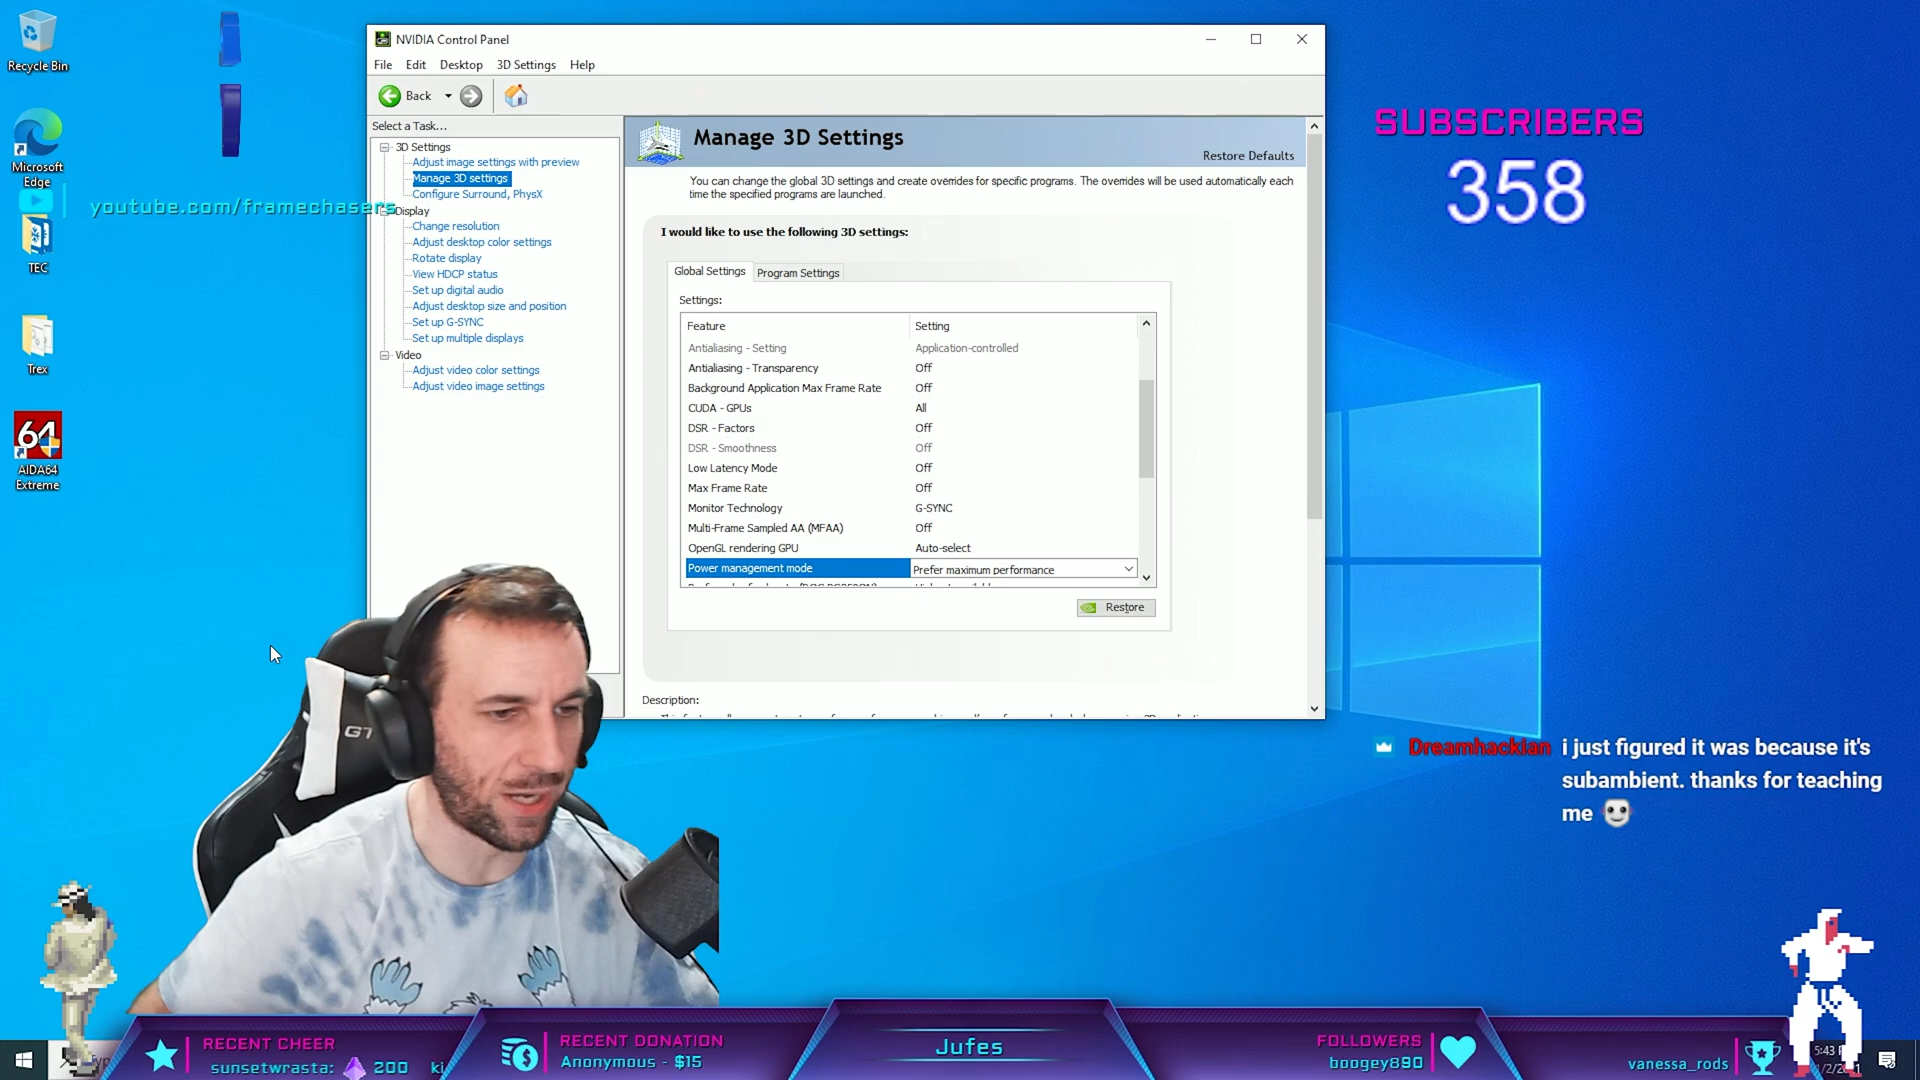 Recycle Bin
Microsoft
Edge
youtube.com/framechasers
TEC
Trex
64
AIDA64
Extreme
NVIDIA Control Panel
File Edit Desktop 3D Settings Help
Back
Select a Task...
3D Settings
Adjust image settings with preview
Manage 3D settings
Configure Surround, PhysX
Display
Change resolution
Adjust desktop color settings
Rotate display
View HDCP status
Set up digital audio
Adjust desktop size and position
Set up G-SYNC
Set up multiple displays
Video
Adjust video color settings
Adjust video image settings
Manage 3D Settings
Restore Defaults
You can change the global 3D settings and create overrides for specific programs. The overrides will be used automatically each
time the specified programs are launched.
I would like to use the following 3D settings:
Global Settings Program Settings
Settings:
Feature Setting
Antialiasing - Setting Application-controlled
Antialiasing - Transparency Off
Background Application Max Frame Rate Off
CUDA - GPUs All
DSR - Factors Off
DSR - Smoothness Off
Low Latency Mode Off
Max Frame Rate Off
Monitor Technology G-SYNC
Multi-Frame Sampled AA (MFAA) Off
OpenGL rendering GPU Auto-select
Power management mode Prefer maximum performance
Restore
Description:
SUBSCRIBERS
358
Dreamhackian i just figured it was because it's
subambient. thanks for teaching
me
GT
RECENT CHEER
sunsetwrasta: 200 ki
RECENT DONATION
Anonymous - $15
Jufes
FOLLOWERS
boogey890
vanessa_rods
5:43